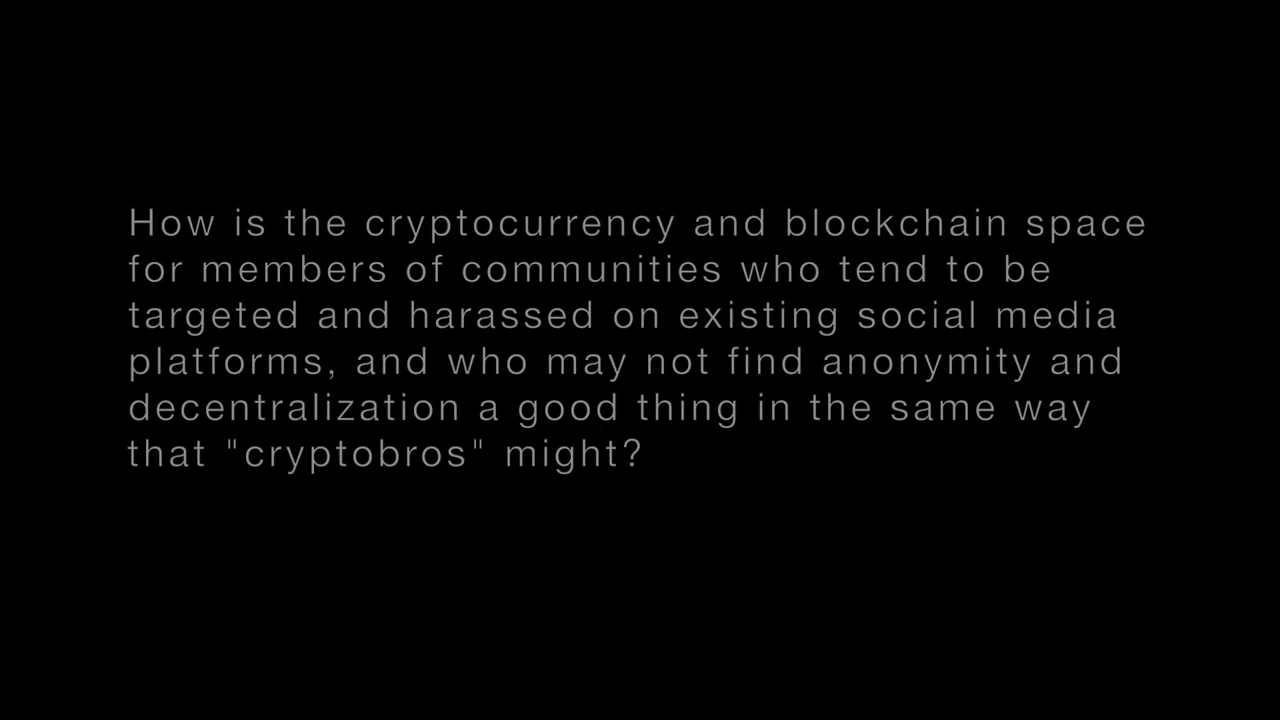 How is the cryptocurrency and blockchain space
for members of communities who tend to be
targeted and harassed on existing social media
platforms, and who may not find anonymity and
decentralization a good thing in the same way
that "cryptobros" might?